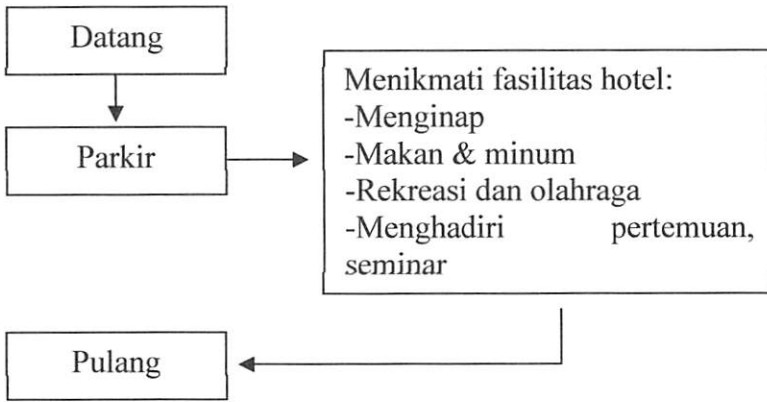 Datang
Parkir
Menikmati fasilitas hotel:
-Menginap
-Makan & minum
-Rekreasi dan olahraga
-Menghadiri pertemuan,
seminar
Pulang